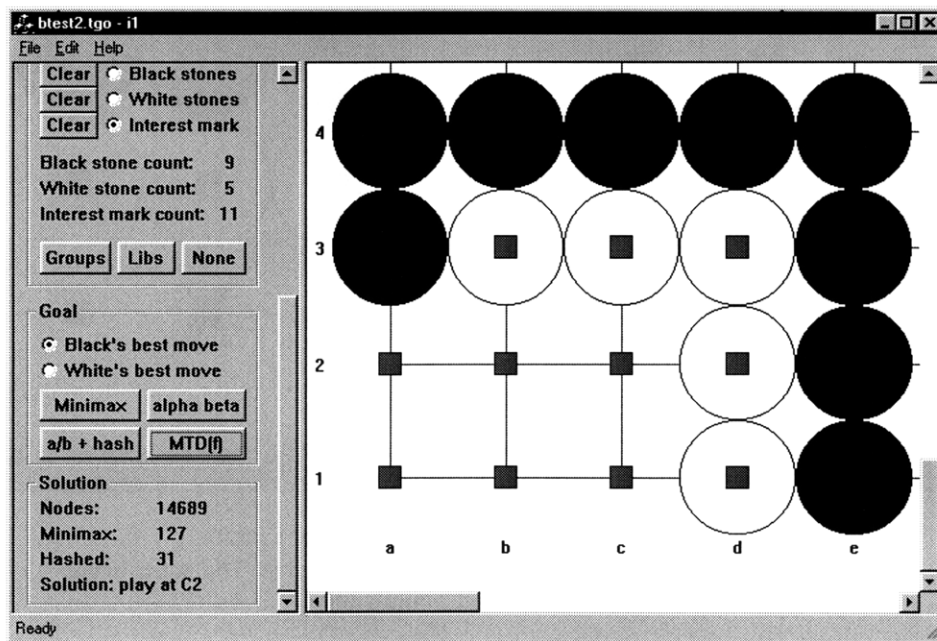 btest2.tgo - i1
File Edit Help
Clear Black stones
Clear White stones
Clear Interest mark
Black stone count: 9
White stone count: 5
Interest mark count: 11
Groups Libs None
Goal
Black's best move
White's best move
Minimax alpha beta
a/b + hash MTD(f)
Solution
Nodes: 14689
Minimax: 127
Hashed: 31
Solution: play at C2
4
3
2
1
a b c d e
Ready